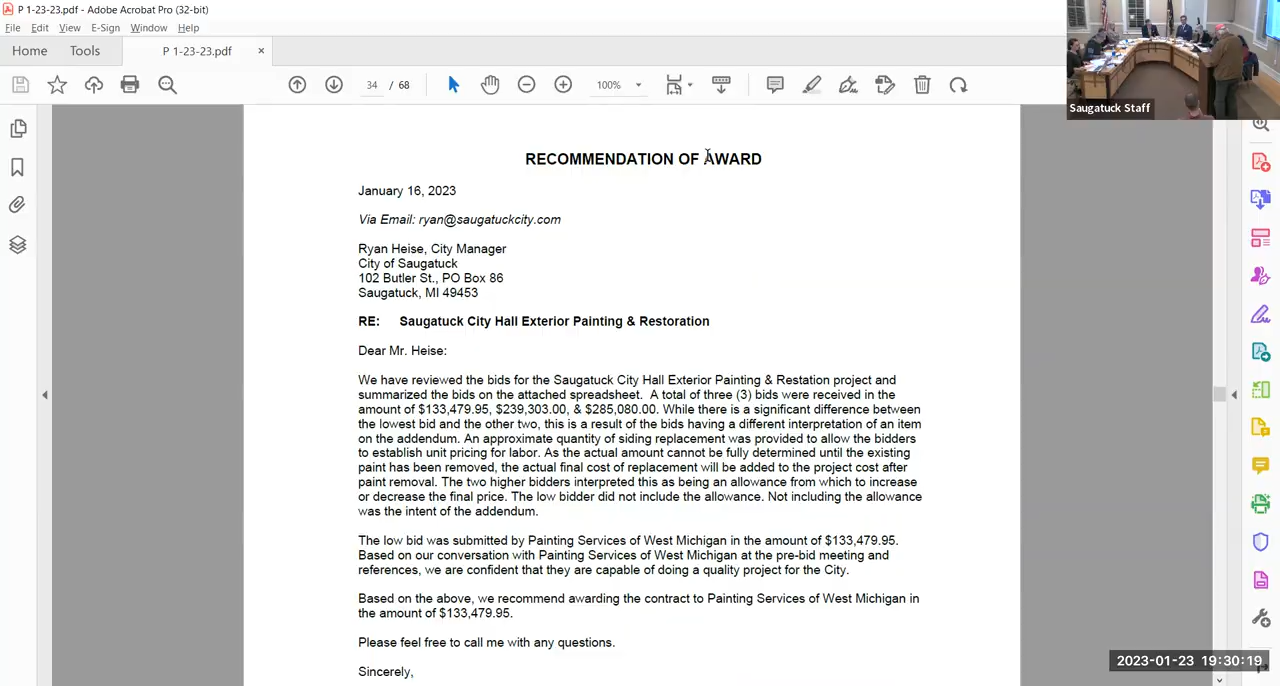 P 1-23-23.pdf - Adobe Acrobat Pro (32-bit)
File Edit View E-Sign Window Help
Home Tools P 1-23-23.pdf ×
34 / 68 100%
Saugatuck Staff
RECOMMENDATION OF AWARD
January 16, 2023
Via Email: ryan@saugatuckcity.com
Ryan Heise, City Manager
City of Saugatuck
102 Butler St., PO Box 86
Saugatuck, MI 49453
RE: Saugatuck City Hall Exterior Painting & Restoration
Dear Mr. Heise:
We have reviewed the bids for the Saugatuck City Hall Exterior Painting & Restation project and
summarized the bids on the attached spreadsheet. A total of three (3) bids were received in the
amount of $133,479.95, $239,303.00, & $285,080.00. While there is a significant difference between
the lowest bid and the other two, this is a result of the bids having a different interpretation of an item
on the addendum. An approximate quantity of siding replacement was provided to allow the bidders
to establish unit pricing for labor. As the actual amount cannot be fully determined until the existing
paint has been removed, the actual final cost of replacement will be added to the project cost after
paint removal. The two higher bidders interpreted this as being an allowance from which to increase
or decrease the final price. The low bidder did not include the allowance. Not including the allowance
was the intent of the addendum.
The low bid was submitted by Painting Services of West Michigan in the amount of $133,479.95.
Based on our conversation with Painting Services of West Michigan at the pre-bid meeting and
references, we are confident that they are capable of doing a quality project for the City.
Based on the above, we recommend awarding the contract to Painting Services of West Michigan in
the amount of $133,479.95.
Please feel free to call me with any questions.
Sincerely,
2023-01-23 19:30:19